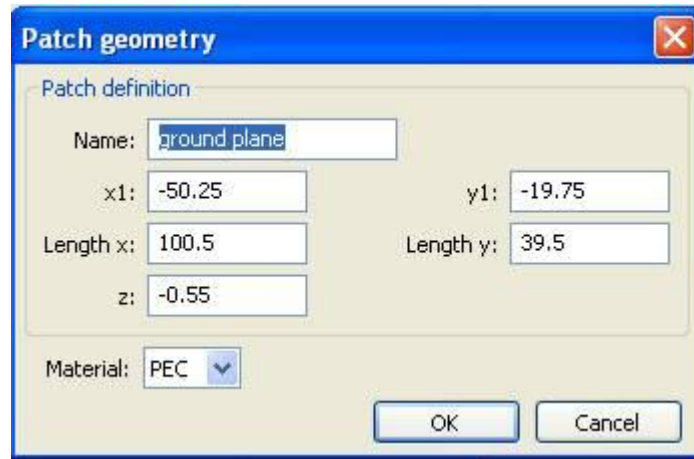 Patch geometry
Patch definition
Name: ground plane
x1: -50.25 y1: -19.75
Length x: 100.5 Length y: 39.5
z: -0.55
Material: PEC
OK Cancel